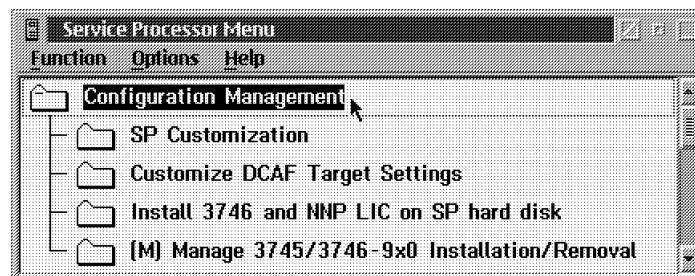 Service Processor Menu
Function Options Help
Configuration Management
SP Customization
Customize DCAF Target Settings
Install 3746 and NNP LIC on SP hard disk
(M) Manage 3745/3746-9x0 Installation/Removal